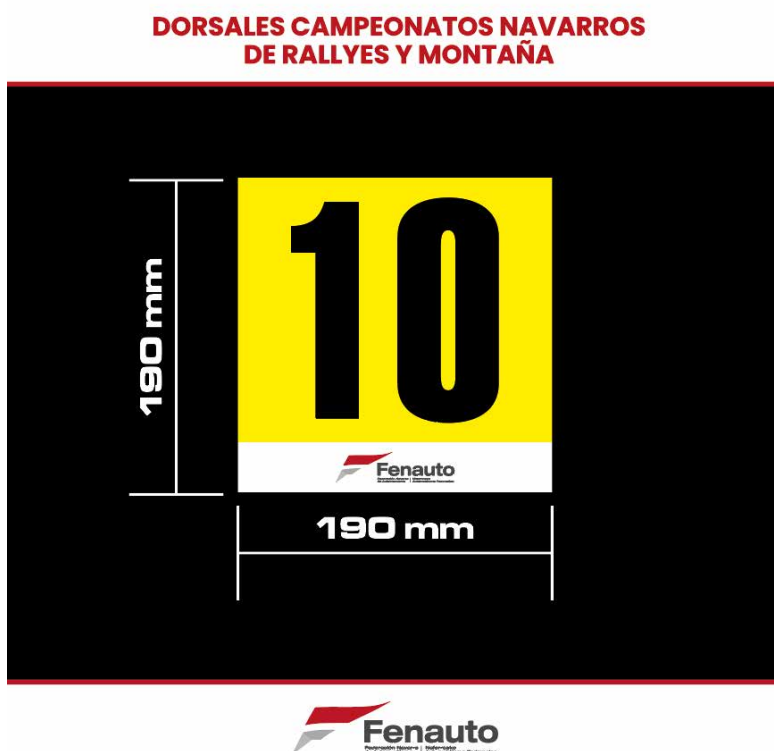 DORSALES CAMPEONATOS NAVARROS
DE RALLYES Y MONTAÑA
10
190 mm
Fenauto
190 mm
Fenauto